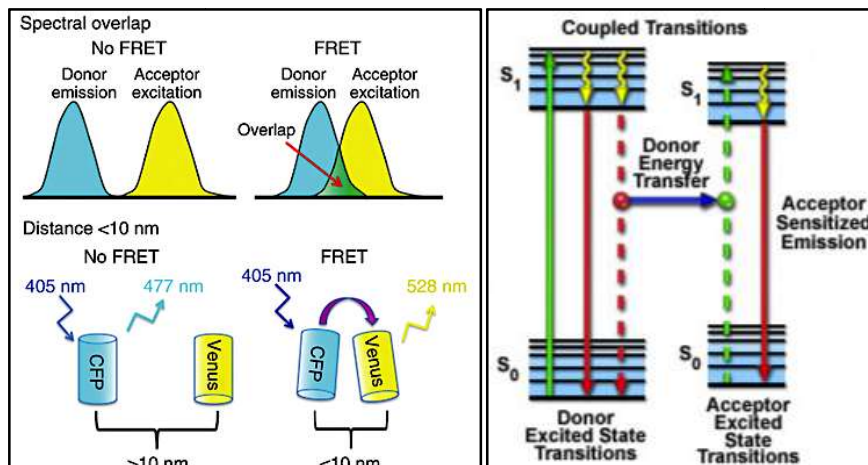 Spectral overlap
No FRET
FRET
Donor emission
Acceptor excitation
Donor emission
Acceptor excitation
Overlap
Distance <10 nm
No FRET
FRET
405 nm
477 nm
405 nm
528 nm
CFP
Venus
CFP
Venus
>10 nm
<10 nm
Coupled Transitions
S1
S1
Donor
Energy
Transfer
Acceptor
Sensitized
Emission
S0
S0
Donor
Excited State
Transitions
Acceptor
Excited
State
Transitions